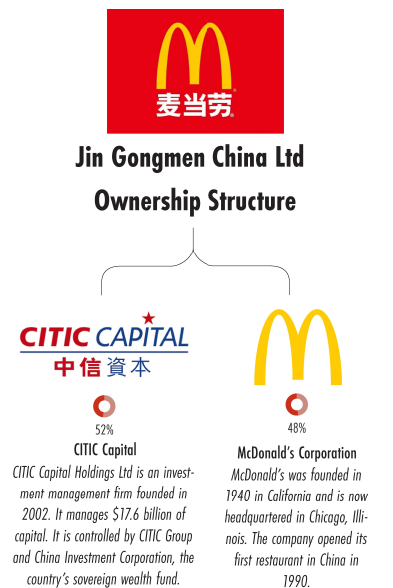 麦当劳
Jin Gongmen China Ltd
Ownership Structure
CITIC CAPITAL
中信資本
52%
CITIC Capital
CITIC Capital Holdings Ltd is an invest-
ment management firm founded in
2002. It manages $17.6 billion of
capital. It is controlled by CITIC Group
and China Investment Corporation, the
country's sovereign wealth fund.
48%
McDonald's Corporation
McDonald's was founded in
1940 in California and is now
headquartered in Chicago, Illi-
nois. The company opened its
first restaurant in China in
1990.